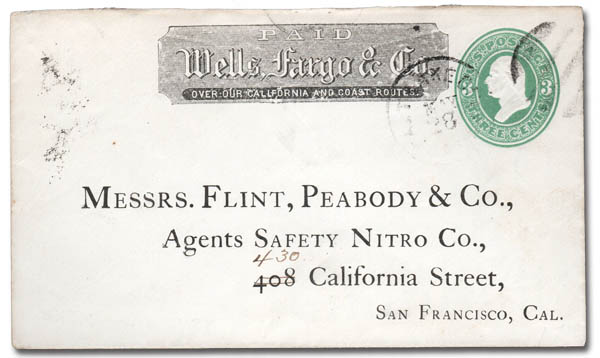 PAID
Wells, Fargo & Co.
OVER OUR CALIFORNIA AND COAST ROUTES.
U.S. POSTAGE
3 3
THREE CENTS
MESSRS. FLINT, PEABODY & CO.,
Agents SAFETY NITRO CO.,
430
408 California Street,
SAN FRANCISCO, CAL.